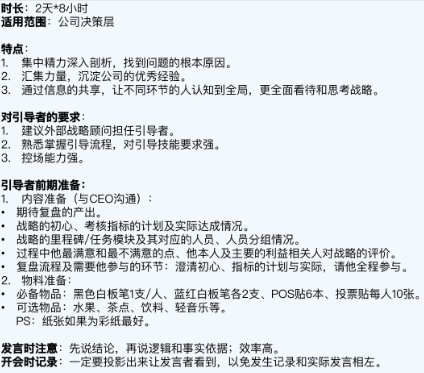 时长：2天*8小时
适用范围：公司决策层
特点：
1. 集中精力深入剖析，找到问题的根本原因。
2. 汇集力量，沉淀公司的优秀经验。
3. 通过信息的共享，让不同环节的人认知到全局，更全面看待和思考战略。
对引导者的要求：
1. 建议外部战略顾问担任引导者。
2. 熟悉掌握引导流程，对引导技能要求强。
3. 控场能力强。
引导者前期准备：
1. 内容准备（与CEO沟通）：
• 期待复盘的产出。
• 战略的初心、考核指标的计划及实际达成情况。
• 战略的里程碑/任务模块及其对应的人员、人员分组情况。
• 过程中他最满意和最不满意的点、他本人及主要的利益相关人对战略的评价。
• 复盘流程及需要他参与的环节：澄清初心、指标的计划与实际，请他全程参与。
2. 物料准备：
• 必备物品：黑色白板笔1支/人、蓝红白板笔各2支、POS贴6本、投票贴每人10张。
• 可选物品：水果、茶点、饮料、轻音乐等。
PS：纸张如果为彩纸最好。
发言时注意：先说结论，再说逻辑和事实依据；效率高。
开会时记录：一定要投影出来让发言者看到，以免发生记录和实际发言相左。